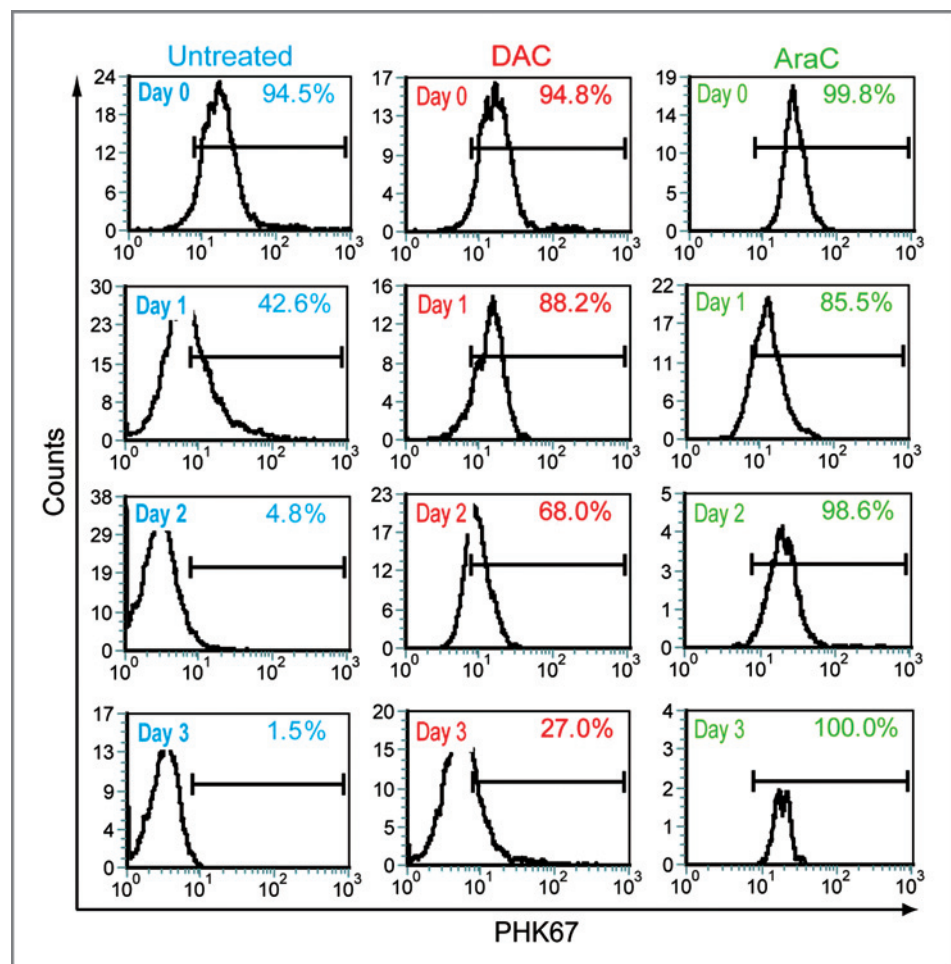 Untreated DAC AraC
24 Day 0 94.5% 17 Day 0 94.8% 19 Day 0 99.8%
18 13 14
12 9 10
6 4 5
0 0 0
10⁰ 10¹ 10² 10³ 10⁰ 10¹ 10² 10³ 10⁰ 10¹ 10² 10³
30 Day 1 42.6% 16 Day 1 88.2% 22 Day 1 85.5%
23 12 17
15 8 11
8 4 6
0 0 0
10⁰ 10¹ 10² 10³ 10⁰ 10¹ 10² 10³ 10⁰ 10¹ 10² 10³
Counts
38 Day 2 4.8% 23 Day 2 68.0% 5 Day 2 98.6%
29 17 4
19 12 3
10 6 1
0 0 0
10⁰ 10¹ 10² 10³ 10⁰ 10¹ 10² 10³ 10⁰ 10¹ 10² 10³
17 Day 3 1.5% 20 Day 3 27.0% 4 Day 3 100.0%
13 15 3
9 10 2
4 5 1
0 0 0
10⁰ 10¹ 10² 10³ 10⁰ 10¹ 10² 10³ 10⁰ 10¹ 10² 10³
PHK67